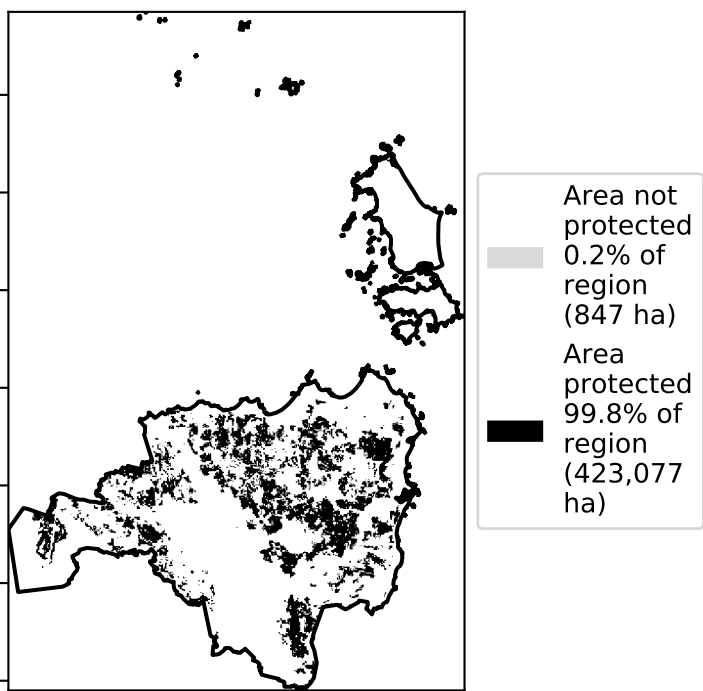 Area not
protected
0.2% of
region
(847 ha)
Area
protected
99.8% of
region
(423,077
ha)